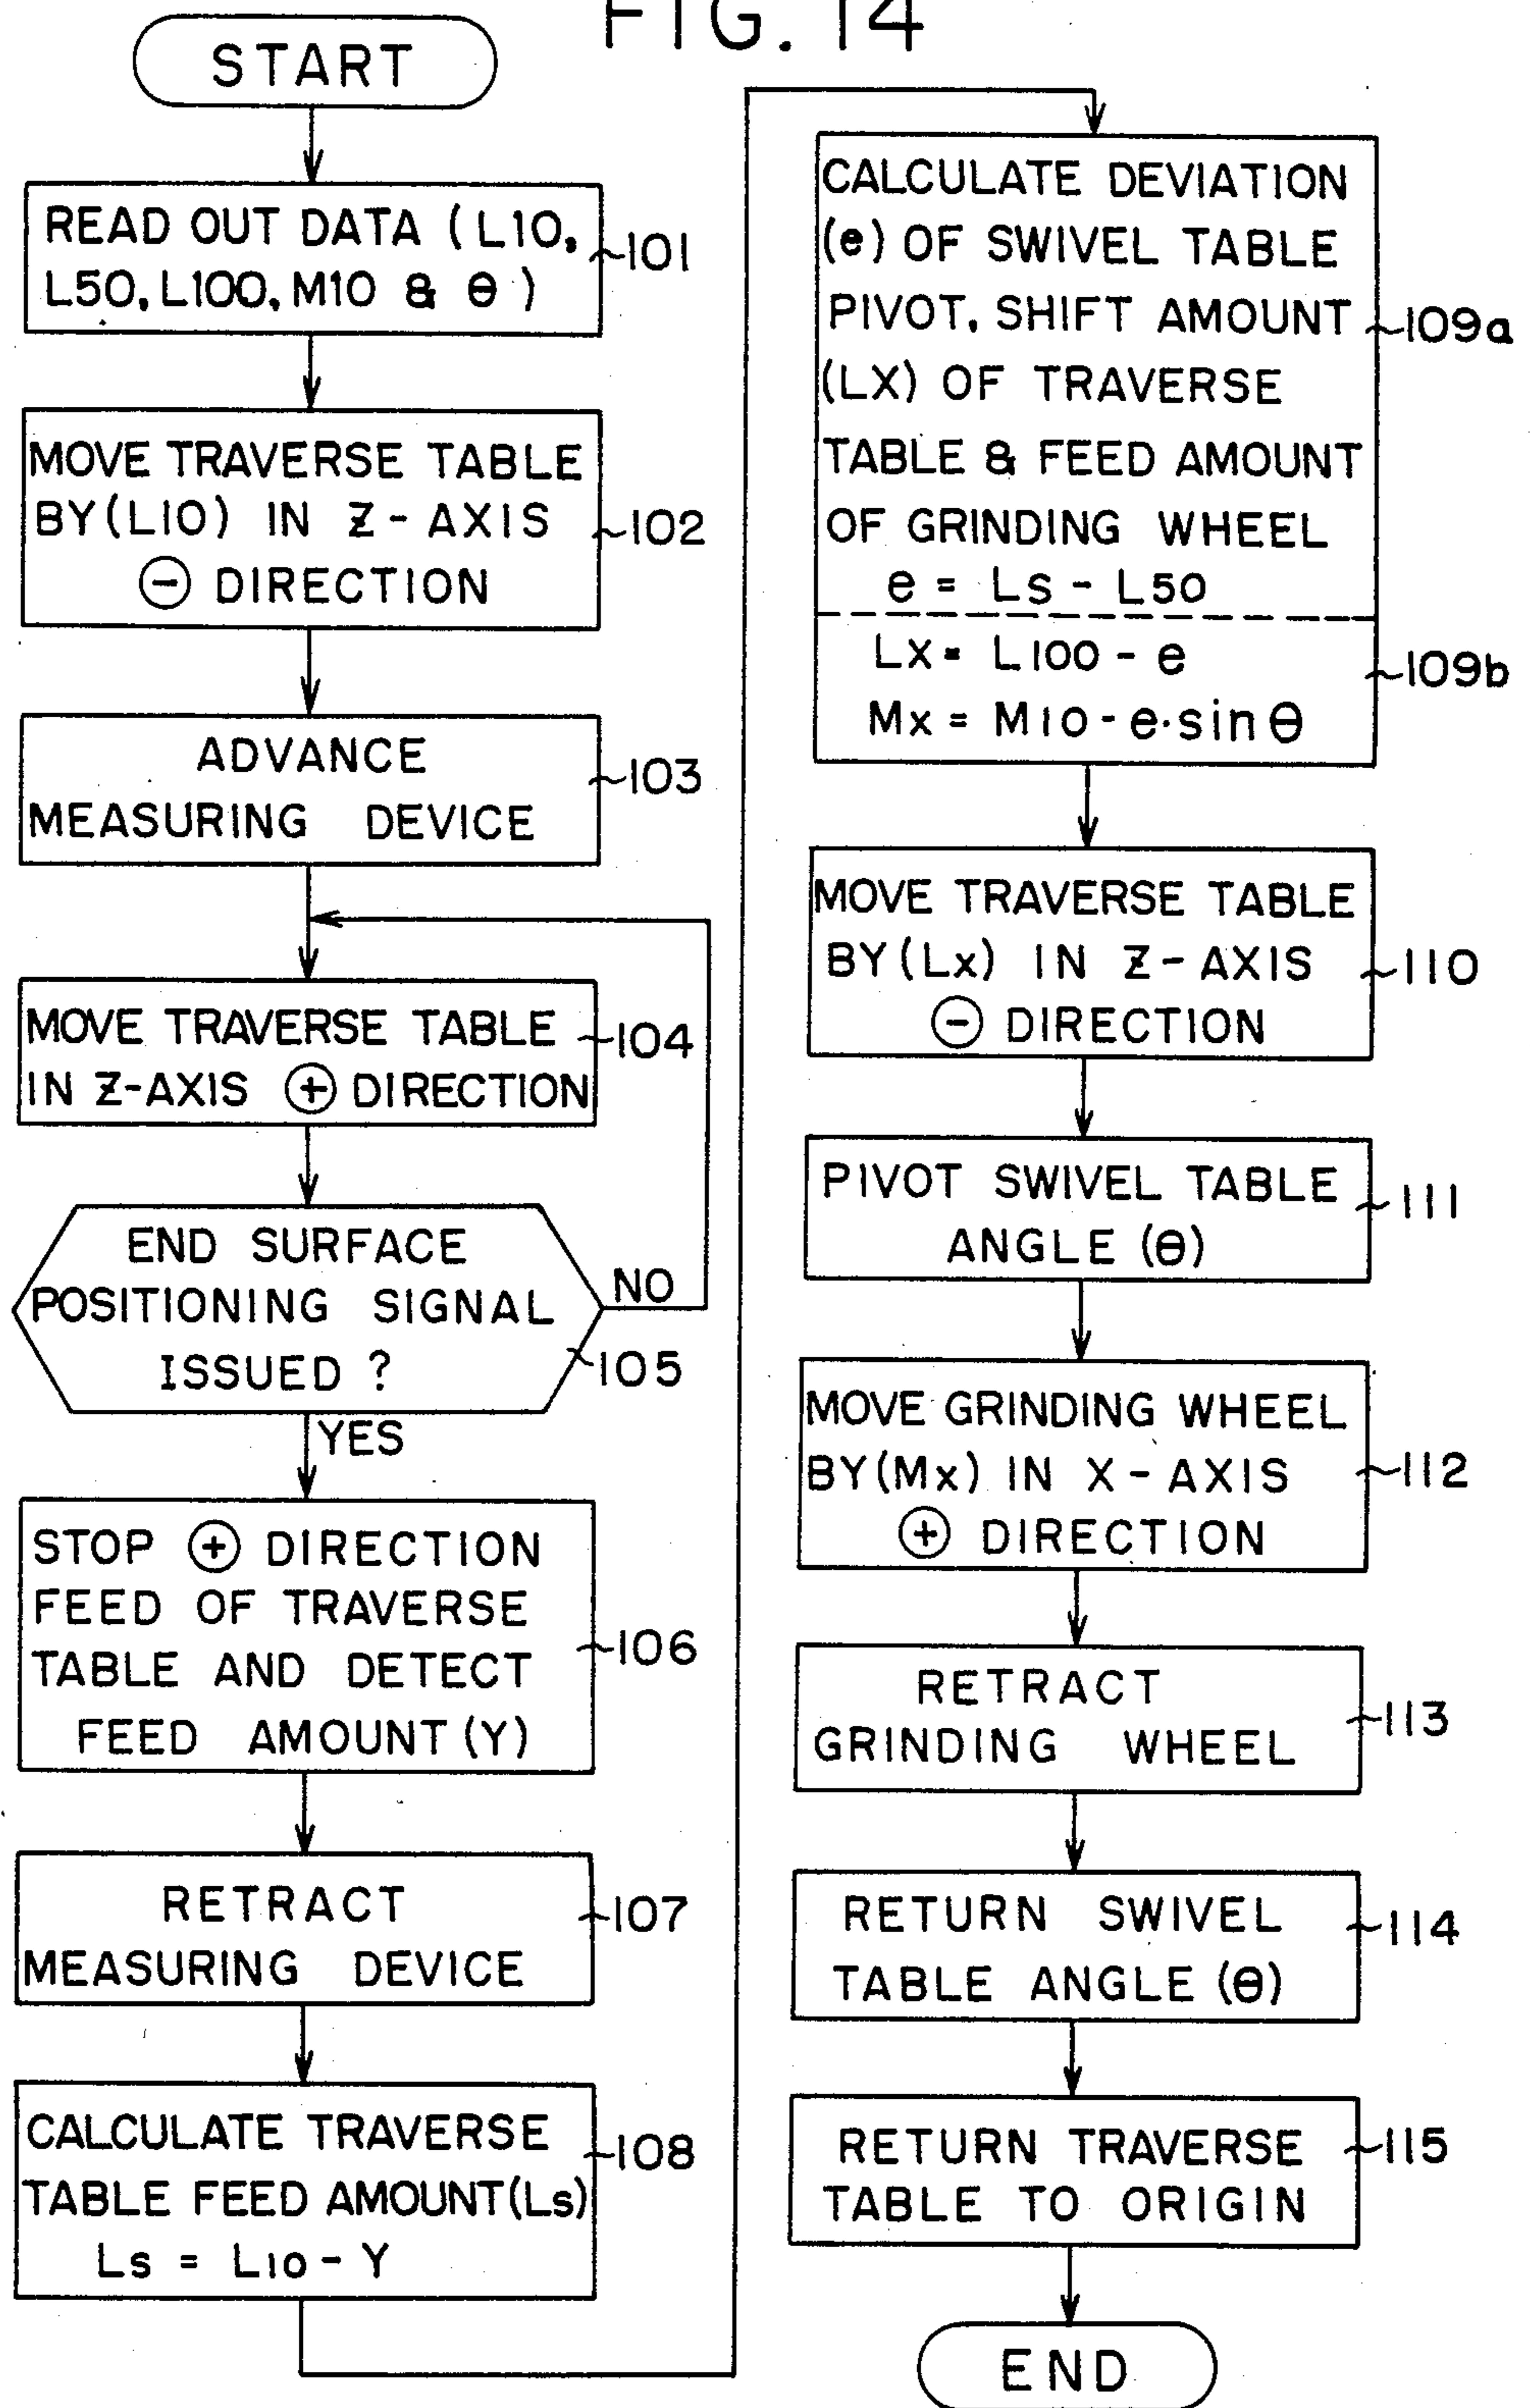 FIG. 14
START
READ OUT DATA (L10,
L50, L100, M10 & θ)
101
MOVE TRAVERSE TABLE
BY (L10) IN Z-AXIS
⊖ DIRECTION
102
ADVANCE
MEASURING DEVICE
103
MOVE TRAVERSE TABLE
IN Z-AXIS ⊕ DIRECTION
104
END SURFACE
POSITIONING SIGNAL
ISSUED ?
105
NO
YES
STOP ⊕ DIRECTION
FEED OF TRAVERSE
TABLE AND DETECT
FEED AMOUNT (Y)
106
RETRACT
MEASURING DEVICE
107
CALCULATE TRAVERSE
TABLE FEED AMOUNT (Ls)
Ls = L10 - Y
108
CALCULATE DEVIATION
(e) OF SWIVEL TABLE
PIVOT, SHIFT AMOUNT
(LX) OF TRAVERSE
TABLE & FEED AMOUNT
OF GRINDING WHEEL
e = Ls - L50
109a
Lx = L100 - e
Mx = M10 - e·sin θ
109b
MOVE TRAVERSE TABLE
BY (Lx) IN Z-AXIS
⊖ DIRECTION
110
PIVOT SWIVEL TABLE
ANGLE (θ)
111
MOVE GRINDING WHEEL
BY (Mx) IN X-AXIS
⊕ DIRECTION
112
RETRACT
GRINDING WHEEL
113
RETURN SWIVEL
TABLE ANGLE (θ)
114
RETURN TRAVERSE
TABLE TO ORIGIN
115
END